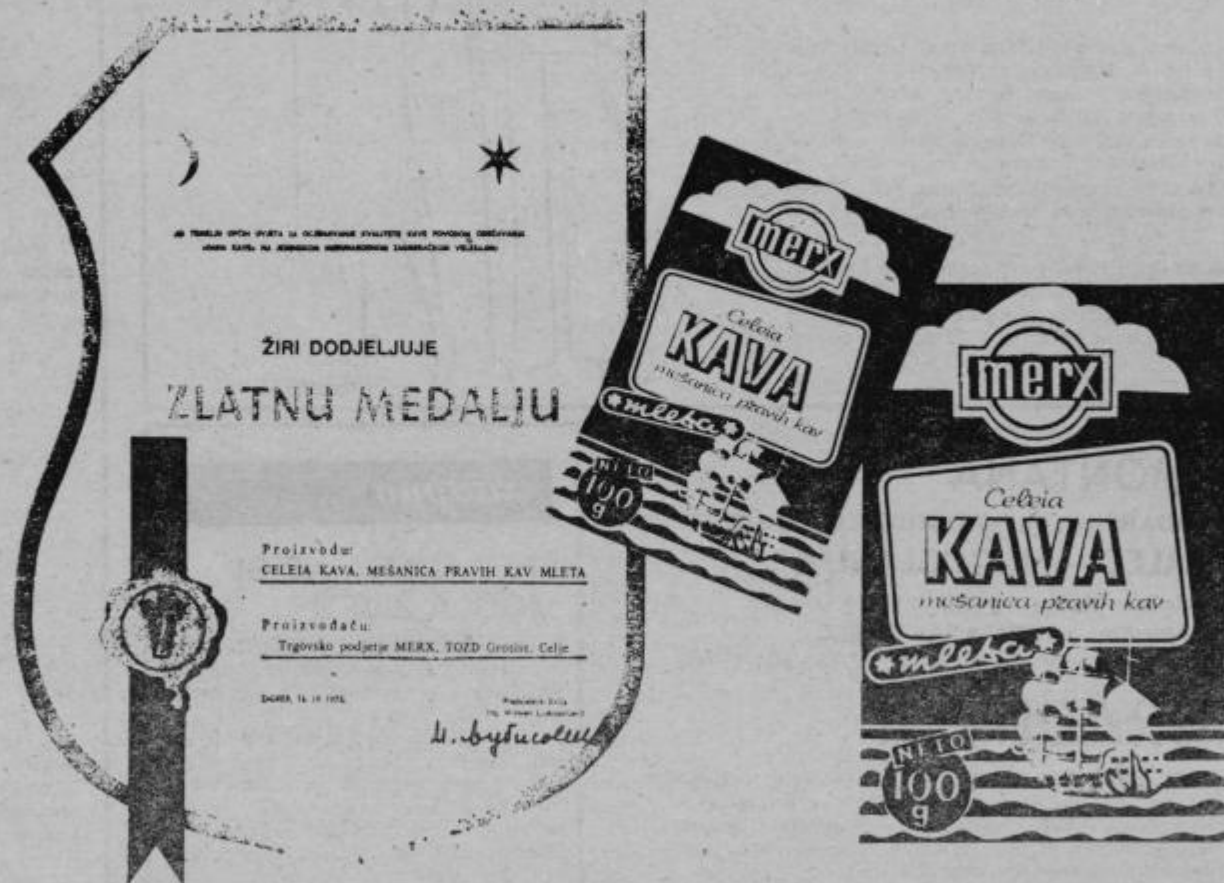 ŽIRI DODJELJUJE
ZLATNU MEDALJU
Proizvodu:
CELEIA KAVA, MEŠANICA PRAVIH KAV MLETA
Proizvođaču:
Trgovsko podjetje MERX, TOZD Grosist, Celje
merx
Celeia
KAVA
mešanica pravih kav
mleta
NETO
100
g
merx
Celeia
KAVA
mešanica pravih kav
mleta
NETO
100
g